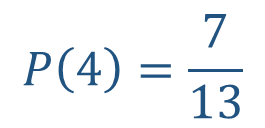 P(4) = 7/13